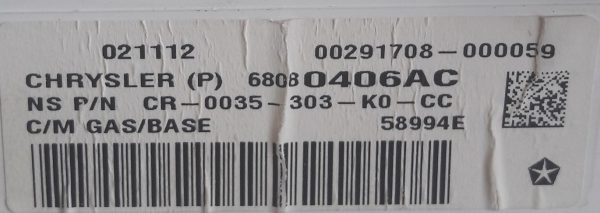 021112 00291708-000059
CHRYSLER (P) 68080406AC
NS P/N CR-0035-303-K0-CC
C/M GAS/BASE 58994E